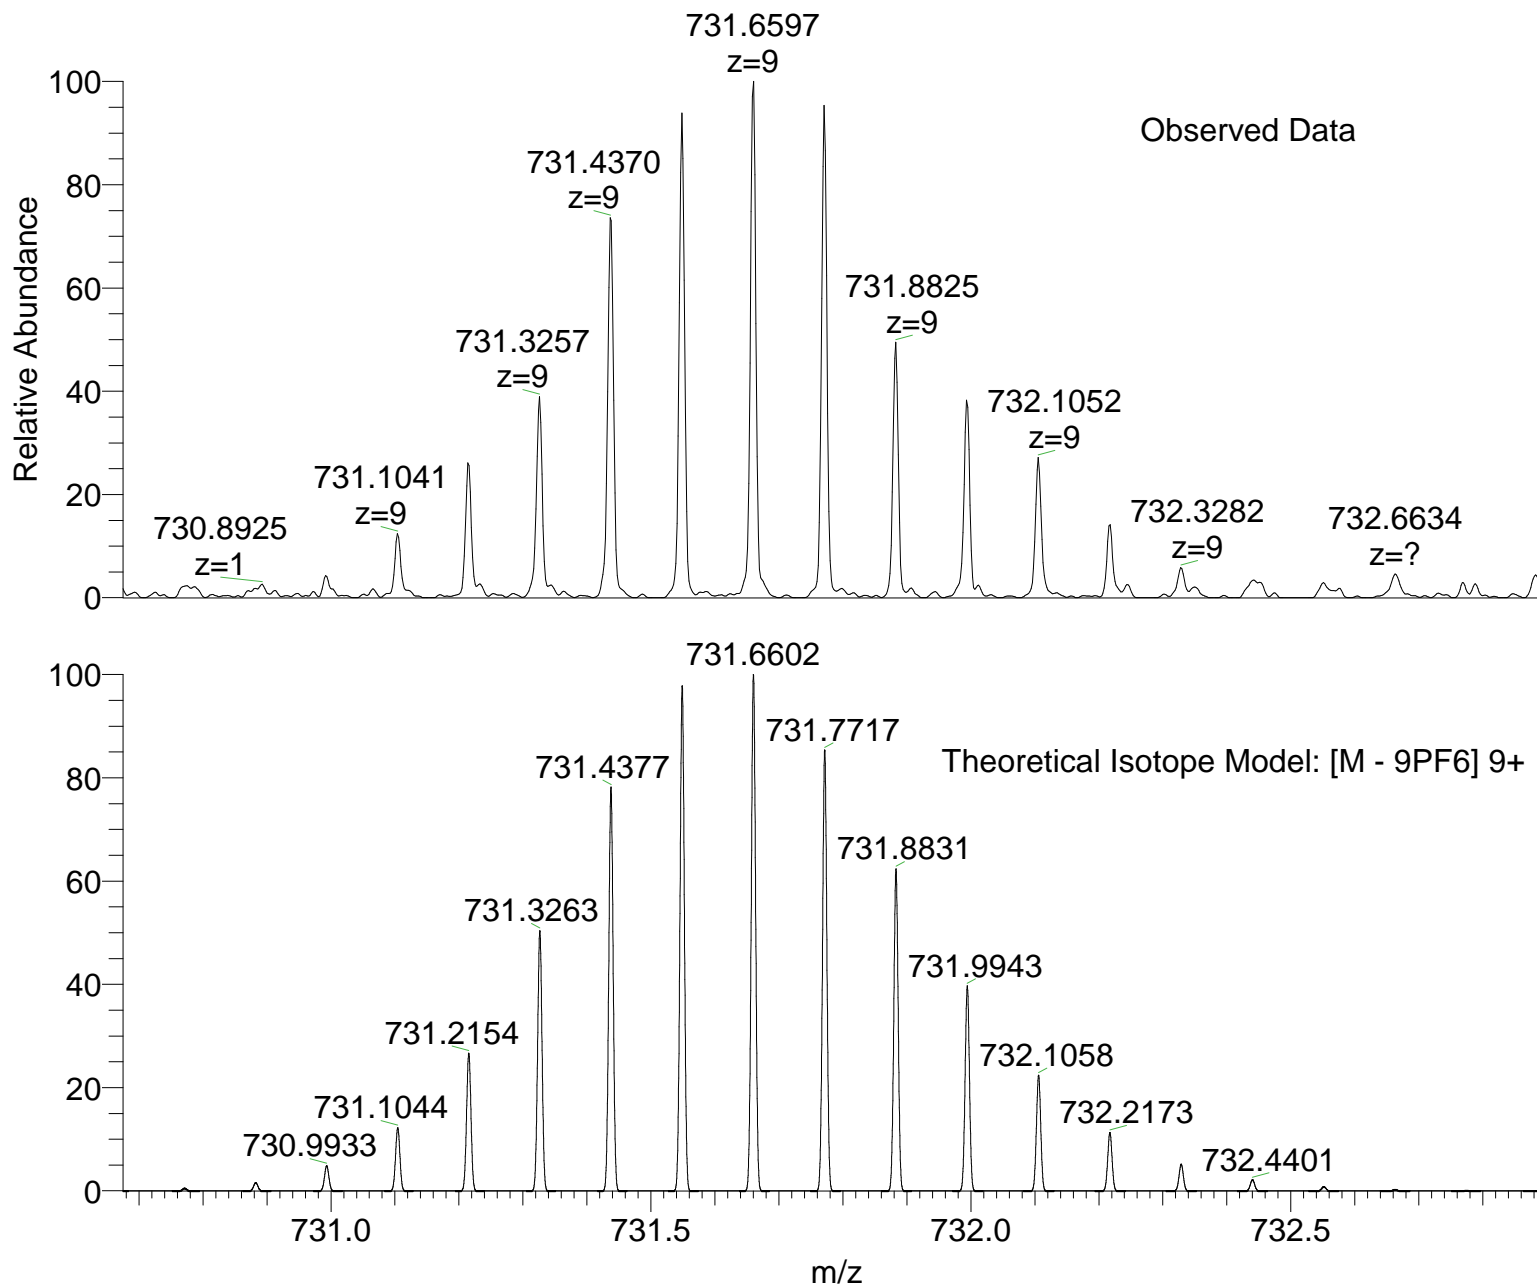 731.6597
z=9
100
Observed Data
731.4370
z=9
80
731.8825
z=9
60
731.3257
z=9
40
732.1052
z=9
731.1041
z=9
20
730.8925
z=1
732.3282
z=9
732.6634
z=?
0
Relative Abundance
731.6602
100
731.7717
Theoretical Isotope Model: [M - 9PF6] 9+
731.4377
80
731.8831
60
731.3263
731.9943
40
731.2154
732.1058
20
731.1044
732.2173
730.9933
732.4401
0
731.0
731.5
732.0
732.5
m/z